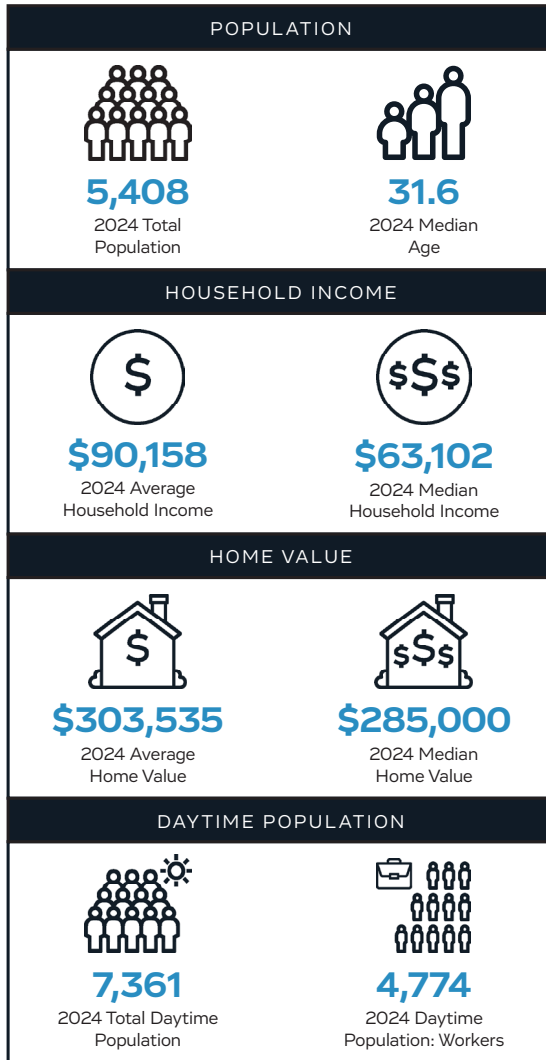 POPULATION
5,408
2024 Total
Population
31.6
2024 Median
Age
HOUSEHOLD INCOME
$
$90,158
2024 Average
Household Income
$$$
$63,102
2024 Median
Household Income
HOME VALUE
$
$303,535
2024 Average
Home Value
$$$
$285,000
2024 Median
Home Value
DAYTIME POPULATION
7,361
2024 Total Daytime
Population
4,774
2024 Daytime
Population: Workers